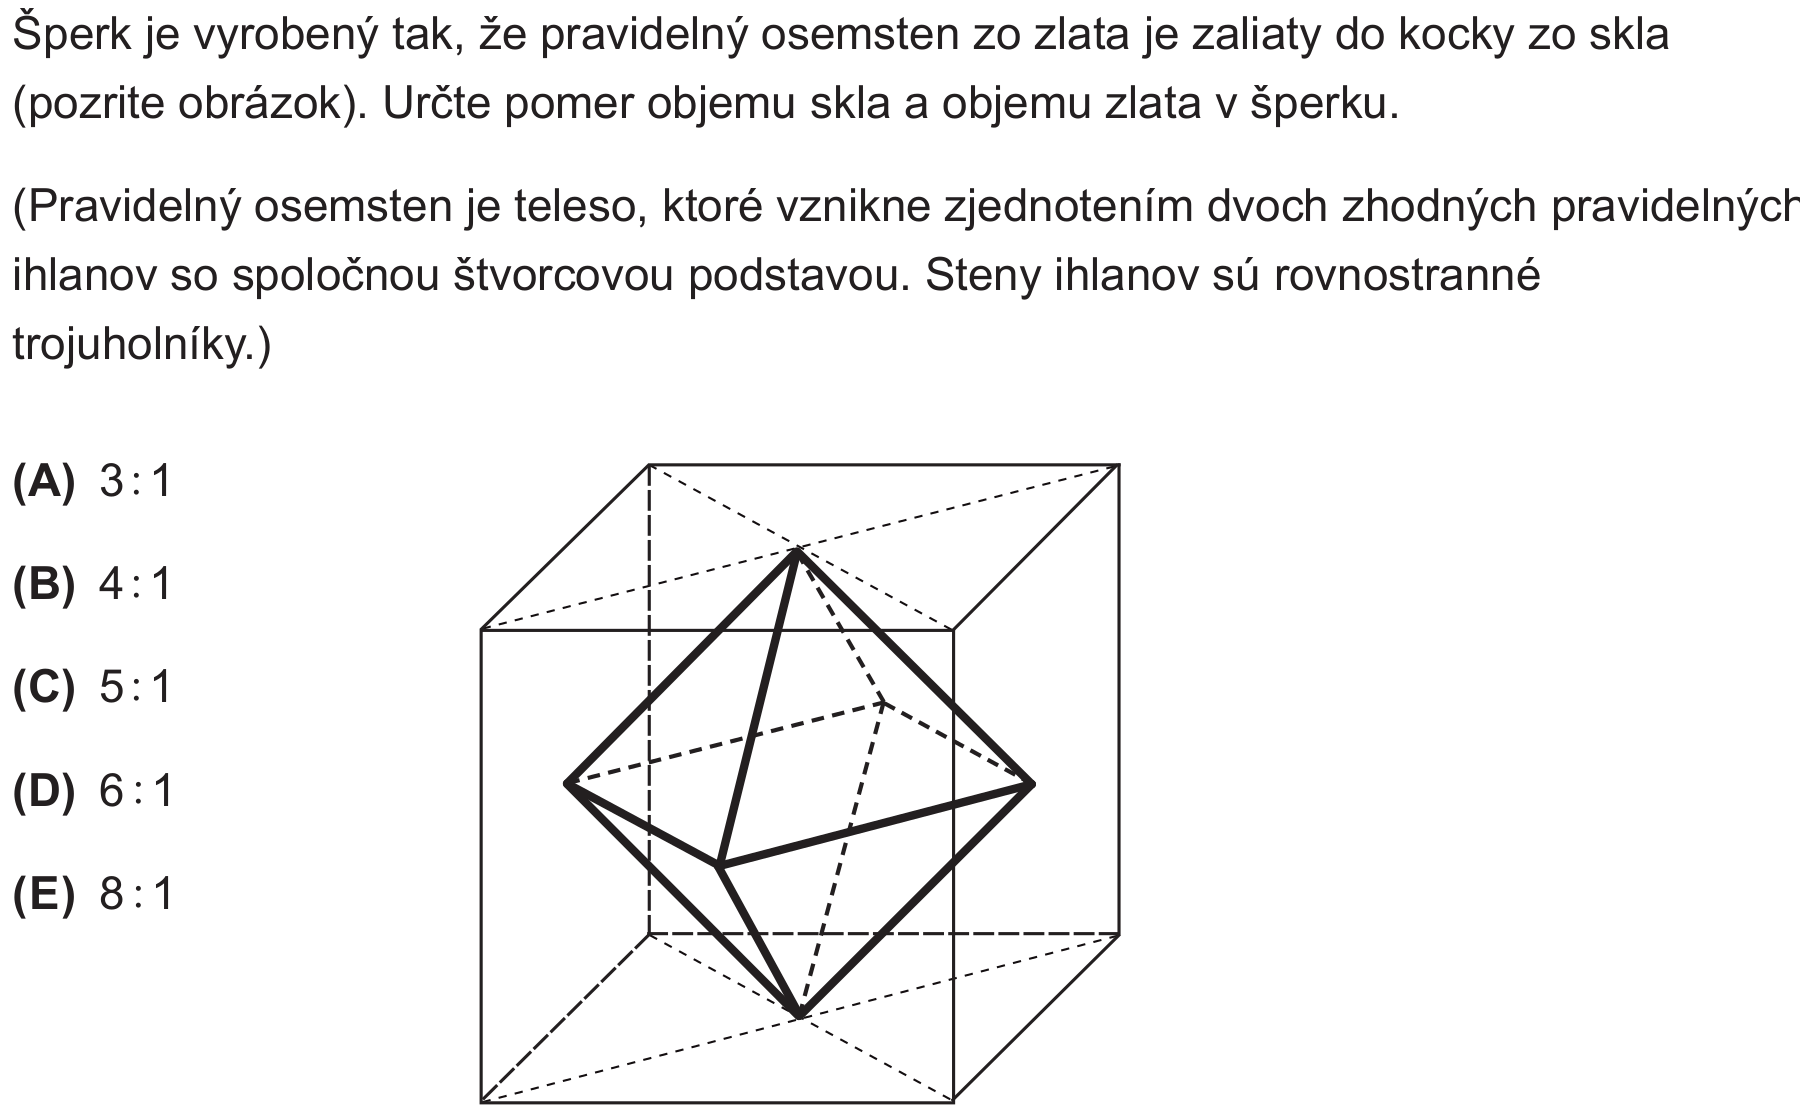 Šperk je vyrobený tak, že pravidelný osemsten zo zlata je zaliaty do kocky zo skla
(pozrite obrázok). Určte pomer objemu skla a objemu zlata v šperku.
(Pravidelný osemsten je teleso, ktoré vznikne zjednotením dvoch zhodných pravidelných
ihlanov so spoločnou štvorcovou podstavou. Steny ihlanov sú rovnostranné
trojuholníky.)
(A) 3 : 1
(B) 4 : 1
(C) 5 : 1
(D) 6 : 1
(E) 8 : 1